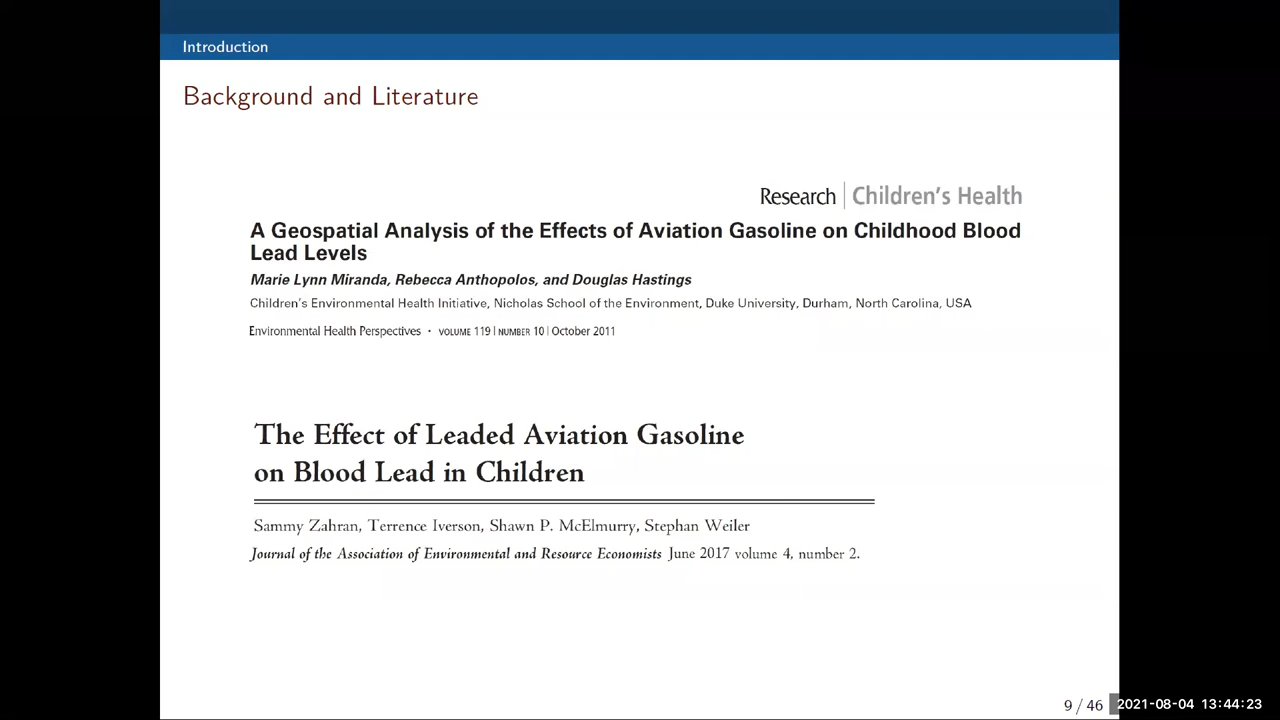 Introduction
Background and Literature
Research | Children's Health
A Geospatial Analysis of the Effects of Aviation Gasoline on Childhood Blood
Lead Levels
Marie Lynn Miranda, Rebecca Anthopolos, and Douglas Hastings
Children's Environmental Health Initiative, Nicholas School of the Environment, Duke University, Durham, North Carolina, USA
Environmental Health Perspectives • VOLUME 119 | NUMBER 10 | October 2011
The Effect of Leaded Aviation Gasoline
on Blood Lead in Children
Sammy Zahran, Terrence Iverson, Shawn P. McElmurry, Stephan Weiler
Journal of the Association of Environmental and Resource Economists June 2017 volume 4, number 2.
9 / 46
2021-08-04 13:44:23